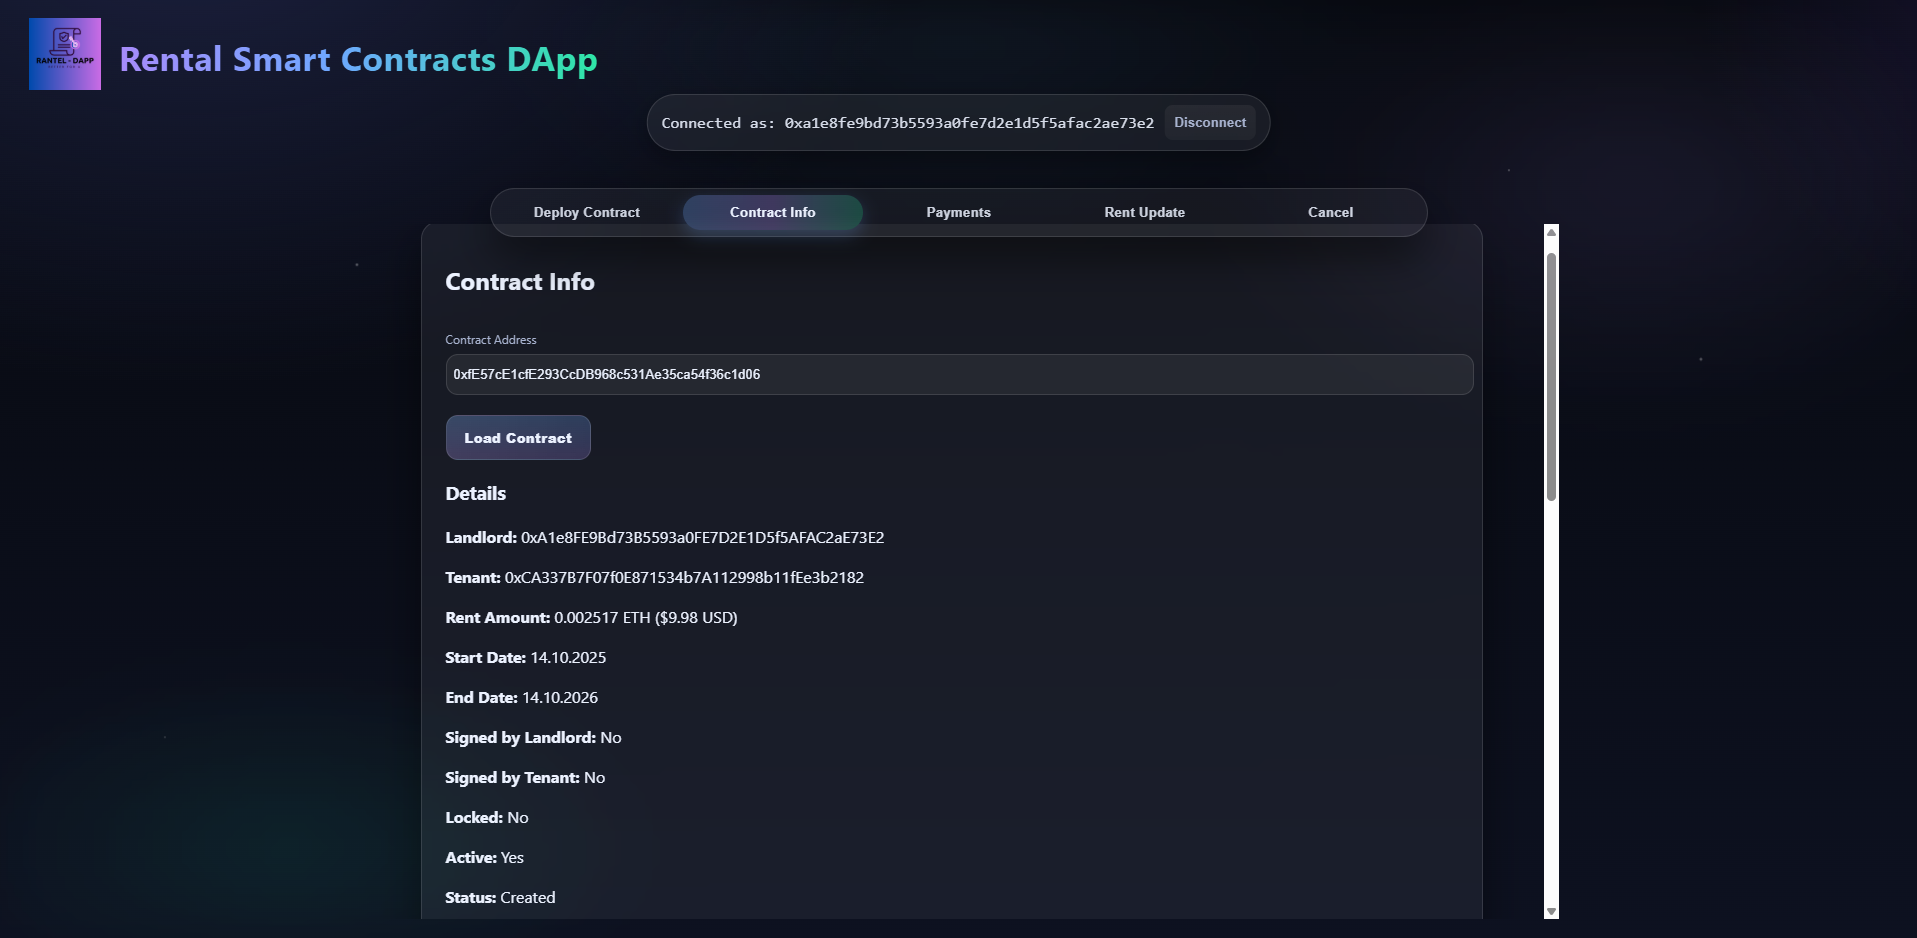 RANTEL - DAPP
Rental Smart Contracts DApp
Connected as: 0xa1e8fe9bd73b5593a0fe7d2e1d5f5afac2ae73e2 Disconnect
Deploy Contract Contract Info Payments Rent Update Cancel
Contract Info
Contract Address
0xfE57cE1cfE293CcDB968c531Ae35ca54f36c1d06
Load Contract
Details
Landlord: 0xA1e8FE9Bd73B5593a0FE7D2E1D5f5AFAC2aE73E2
Tenant: 0xCA337B7F07f0E871534b7A112998b11fEe3b2182
Rent Amount: 0.002517 ETH ($9.98 USD)
Start Date: 14.10.2025
End Date: 14.10.2026
Signed by Landlord: No
Signed by Tenant: No
Locked: No
Active: Yes
Status: Created